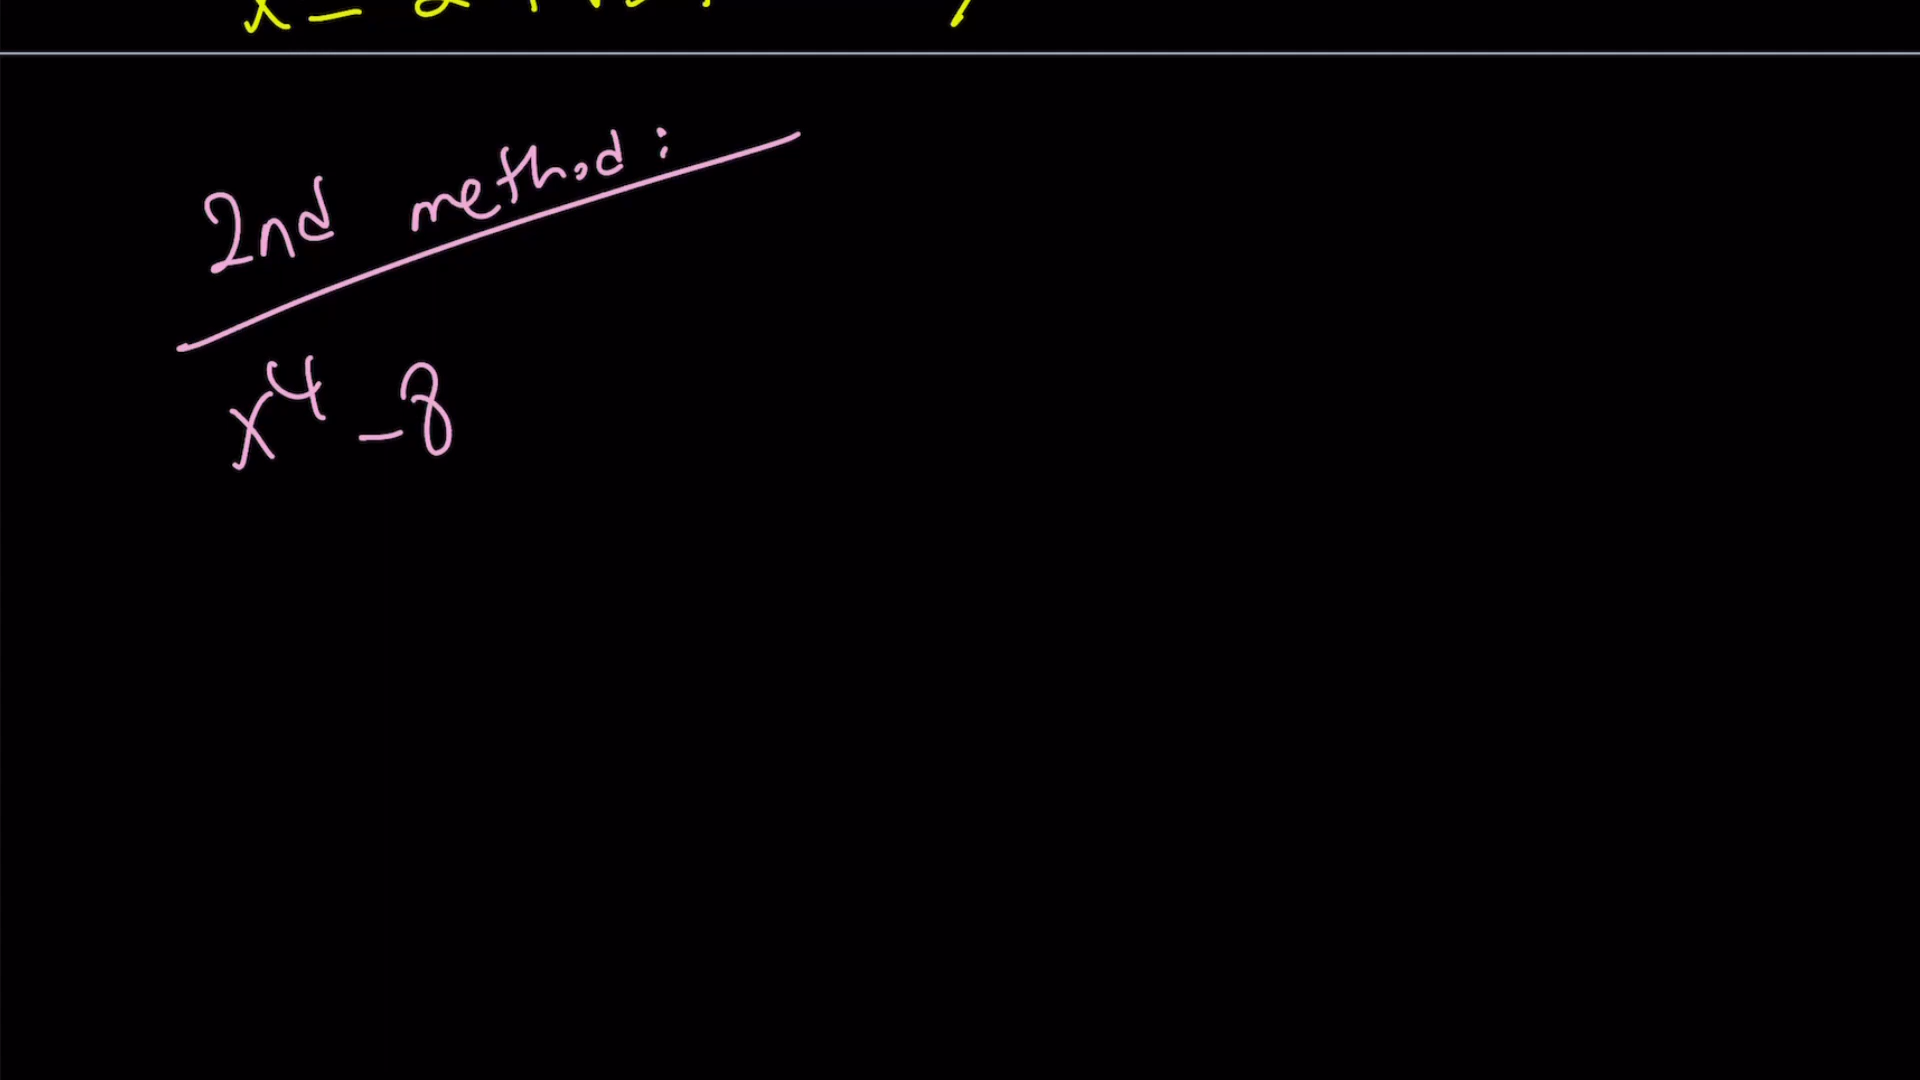 2nd method:
x⁴ - 8